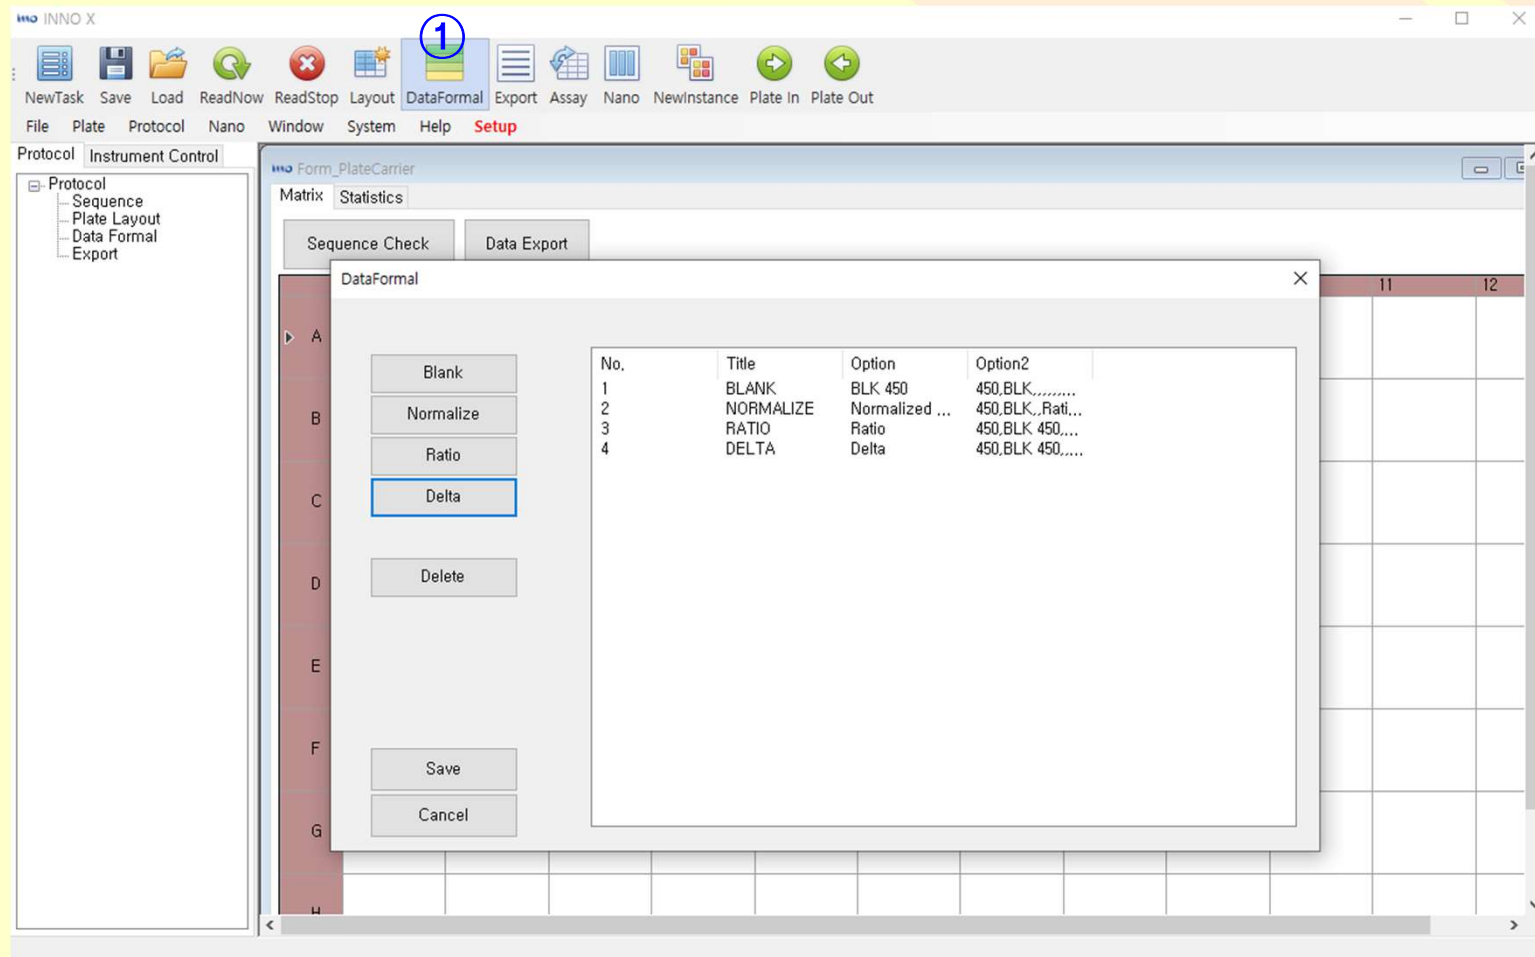 INNO X
①
NewTask Save Load ReadNow ReadStop Layout DataFormal Export Assay Nano NewInstance Plate In Plate Out
File Plate Protocol Nano Window System Help Setup
Protocol Instrument Control
Protocol
Sequence
Plate Layout
Data Formal
Export
Form_PlateCarrier
Matrix Statistics
Sequence Check Data Export
11 12
A
B
C
D
E
F
G
H
DataFormal
Blank
Normalize
Ratio
Delta
Delete
Save
Cancel
No. Title Option Option2
1 BLANK BLK 450 450,BLK,,,,,,,,,
2 NORMALIZE Normalized ... 450,BLK,,Rati...
3 RATIO Ratio 450,BLK 450,...
4 DELTA Delta 450,BLK 450,,...